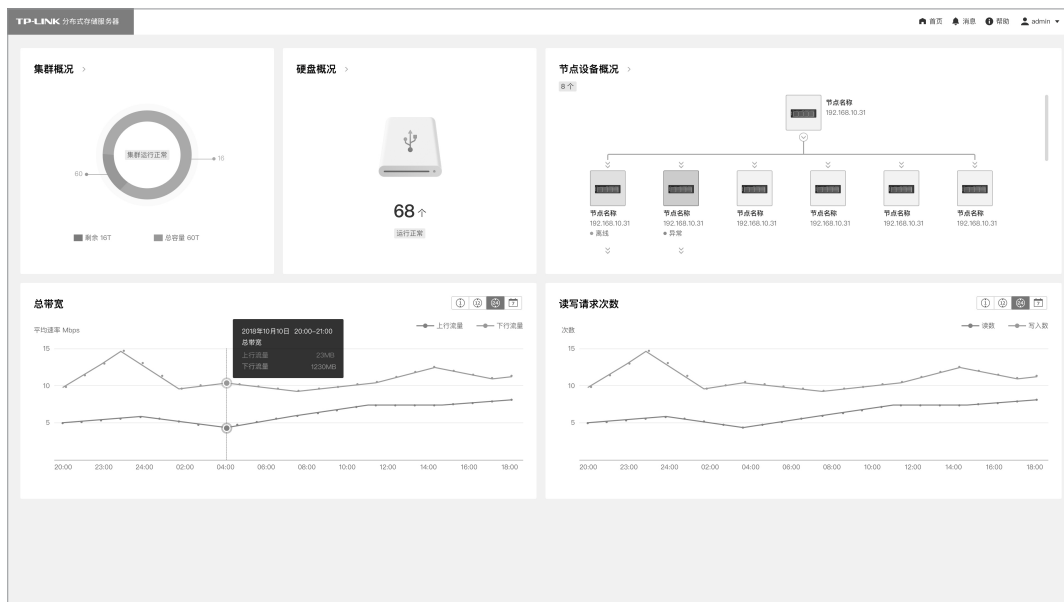 TP-LINK 分布式存储服务器
首页 消息 帮助 admin
集群概况
集群运行正常
16
60
剩余 16T 总容量 60T
硬盘概况
68 个
运行正常
节点设备概况
8 个
节点名称
192.168.10.31
节点名称 节点名称 节点名称 节点名称 节点名称 节点名称
192.168.10.31 192.168.10.31 192.168.10.31 192.168.10.31 192.168.10.31 192.168.10.31
离线 异常
总带宽
1 12 24 7
平均速率 Mbps
上行流量 下行流量
2018年10月10日 20:00-21:00
总带宽
上行流量 23MB
下行流量 1230MB
15
10
5
20:00 23:00 24:00 02:00 04:00 06:00 08:00 10:00 12:00 14:00 16:00 18:00
读写请求次数
1 12 24 7
次数
读数 写入数
15
10
5
20:00 23:00 24:00 02:00 04:00 06:00 08:00 10:00 12:00 14:00 16:00 18:00